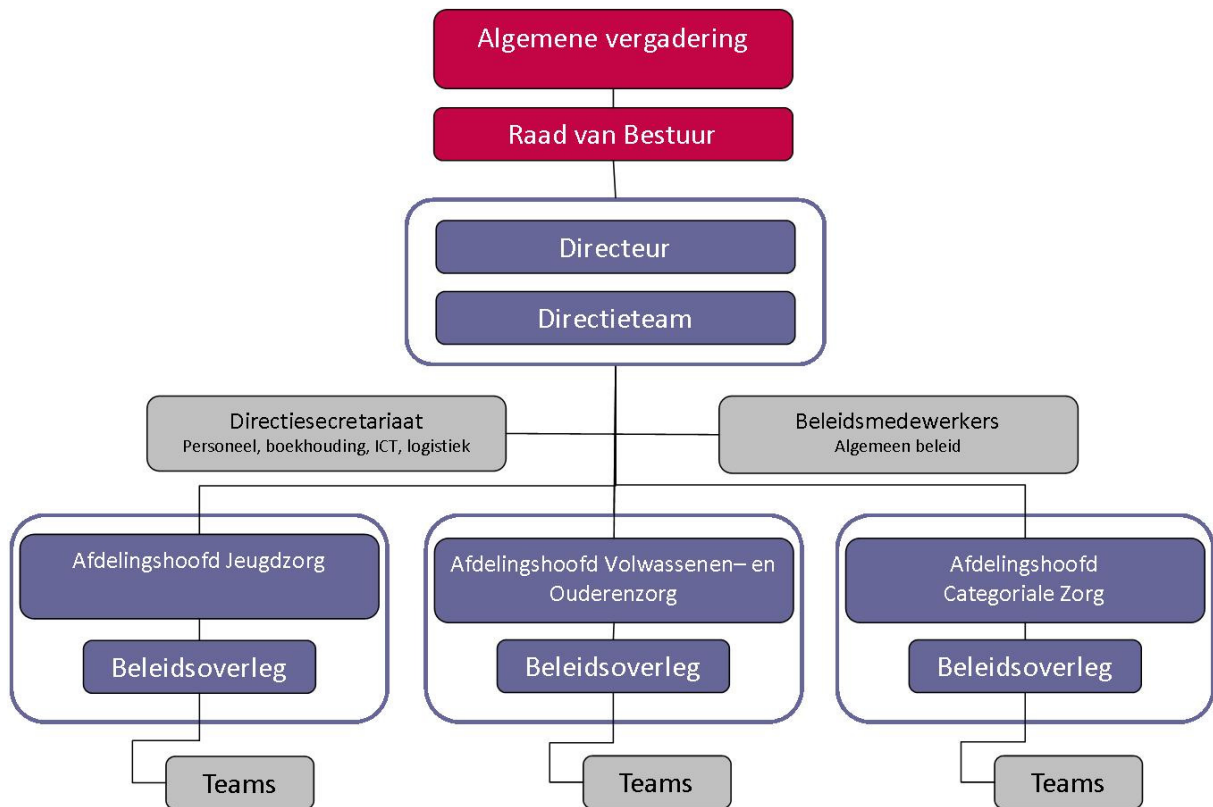 Algemene vergadering
Raad van Bestuur
Directeur
Directieteam
Directiesecretariaat
Personeel, boekhouding, ICT, logistiek
Beleidsmedewerkers
Algemeen beleid
Afdelingshoofd Jeugdzorg
Afdelingshoofd Volwassenen– en
Ouderenzorg
Afdelingshoofd
Categoriale Zorg
Beleidsoverleg
Beleidsoverleg
Beleidsoverleg
Teams
Teams
Teams